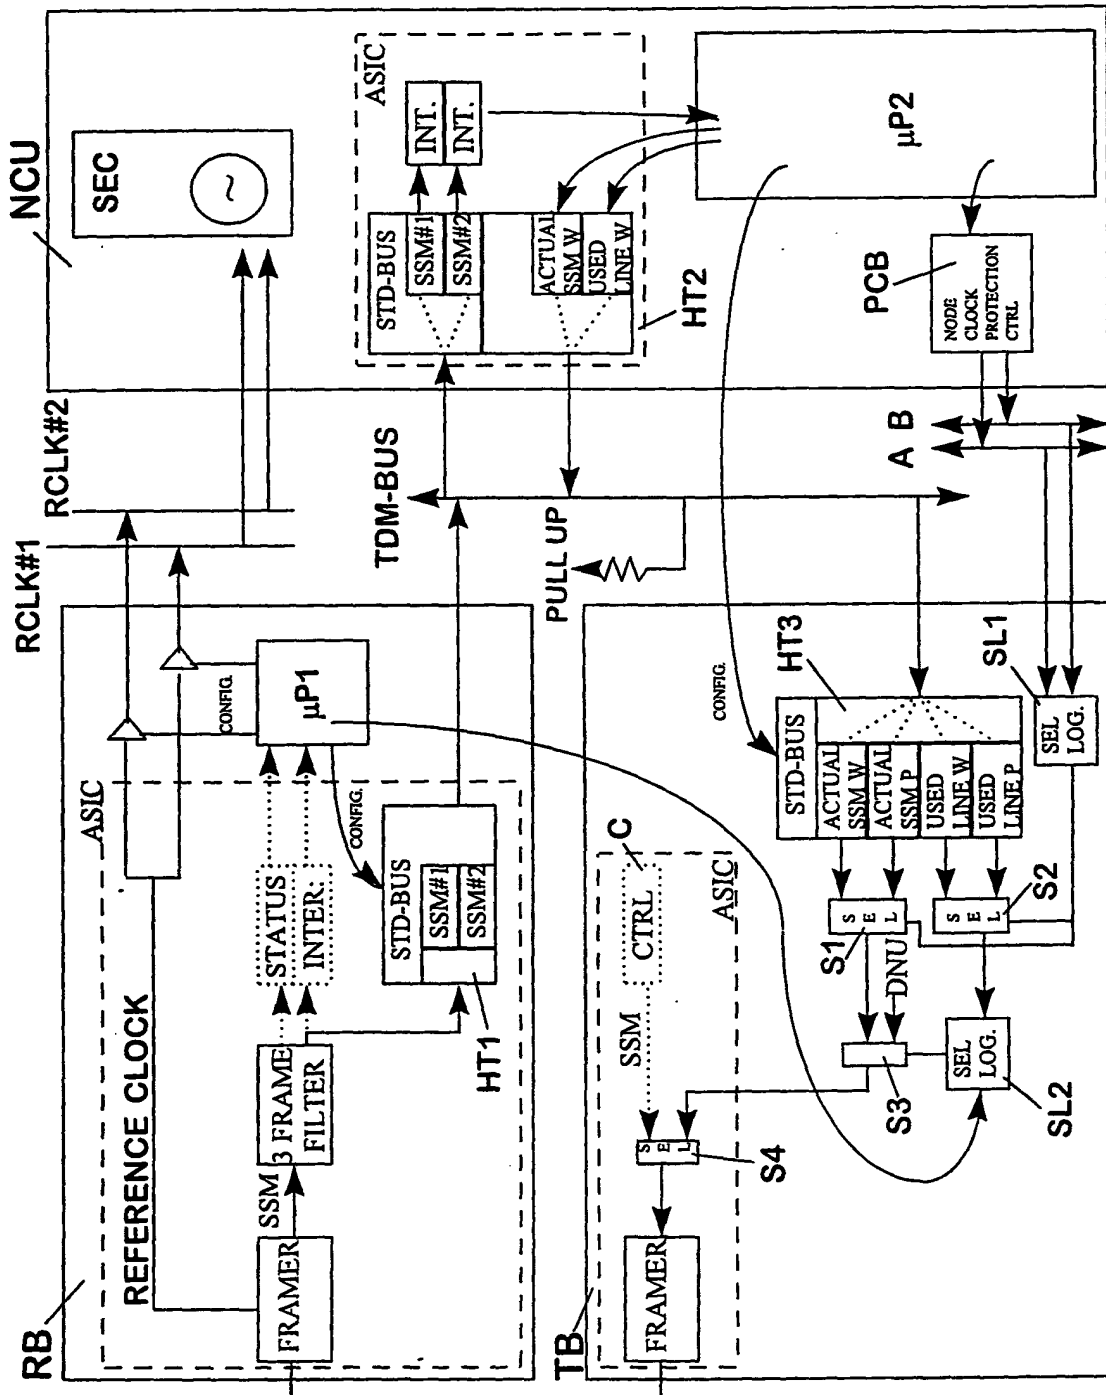 NCU
SEC
~
ASIC
INT.
INT.
STD-BUS
SSM#1
SSM#2
ACTUAL
SSM W
USED
LINE W
HT2
µP2
PCB
NODE
CLOCK
PROTECTION
CTRL
RCLK#2
RCLK#1
TDM-BUS
PULL UP
A
B
RB
ASIC
REFERENCE CLOCK
FRAMER
SSM
3 FRAME
FILTER
STATUS
INTER.
CONFIG.
µP1
CONFIG.
STD-BUS
SSM#1
SSM#2
HT1
TB
ASIC
FRAMER
SEL
S4
SSM
CTRL
C
CONFIG.
HT3
STD-BUS
ACTUAL
SSM W
ACTUAL
SSM P
USED
LINE W
USED
LINE P
SL1
SEL
LOG.
SEL
S1
SEL
S2
DNU
S3
SEL
LOG.
SL2